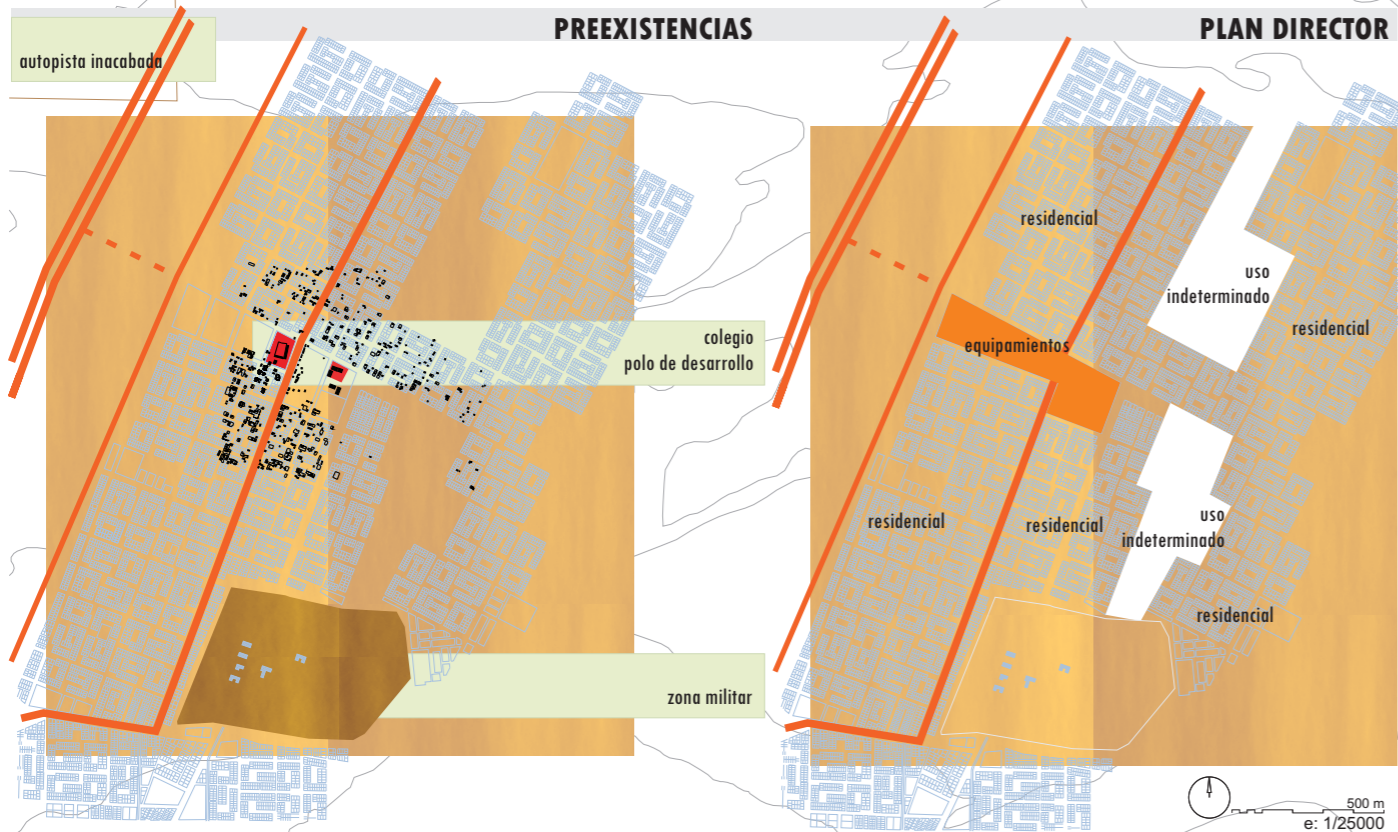 PREEXISTENCIAS
autopista inacabada
colegio
polo de desarrollo
zona militar
PLAN DIRECTOR
residencial
uso
indeterminado
residencial
equipamientos
residencial
residencial
uso
indeterminado
residencial
500 m
e: 1/25000